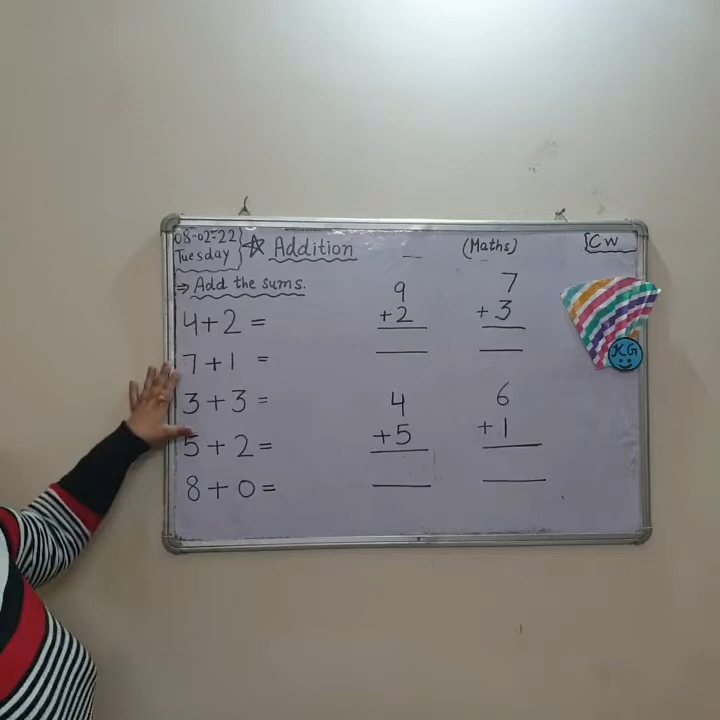 08-02-22
Tuesday
☆ Addition
(Maths)
CW
⇒ Add the sums.
4+2=
7+1 =
3+3=
5+2=
8+0=
9
+2
7
+3
4
+5
6
+1
KG